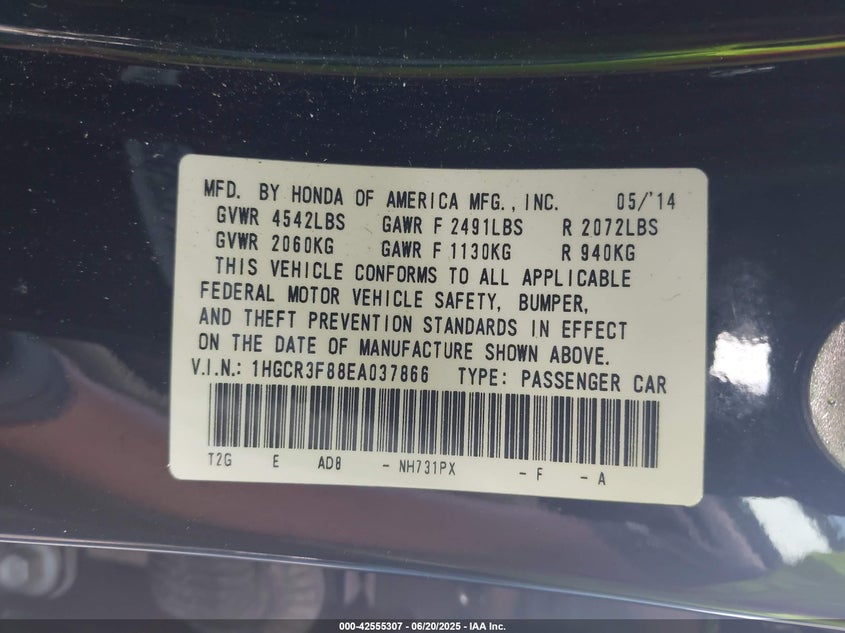 MFD. BY HONDA OF AMERICA MFG., INC. 05/'14
GVWR 4542LBS GAWR F 2491LBS R 2072LBS
GVWR 2060KG GAWR F 1130KG R 940KG
THIS VEHICLE CONFORMS TO ALL APPLICABLE
FEDERAL MOTOR VEHICLE SAFETY, BUMPER,
AND THEFT PREVENTION STANDARDS IN EFFECT
ON THE DATE OF MANUFACTURE SHOWN ABOVE.
V.I.N.: 1HGCR3F88EA037866 TYPE: PASSENGER CAR
T2G E AD8 - NH731PX - F - A
000-42555307 - 06/20/2025 - IAA Inc.